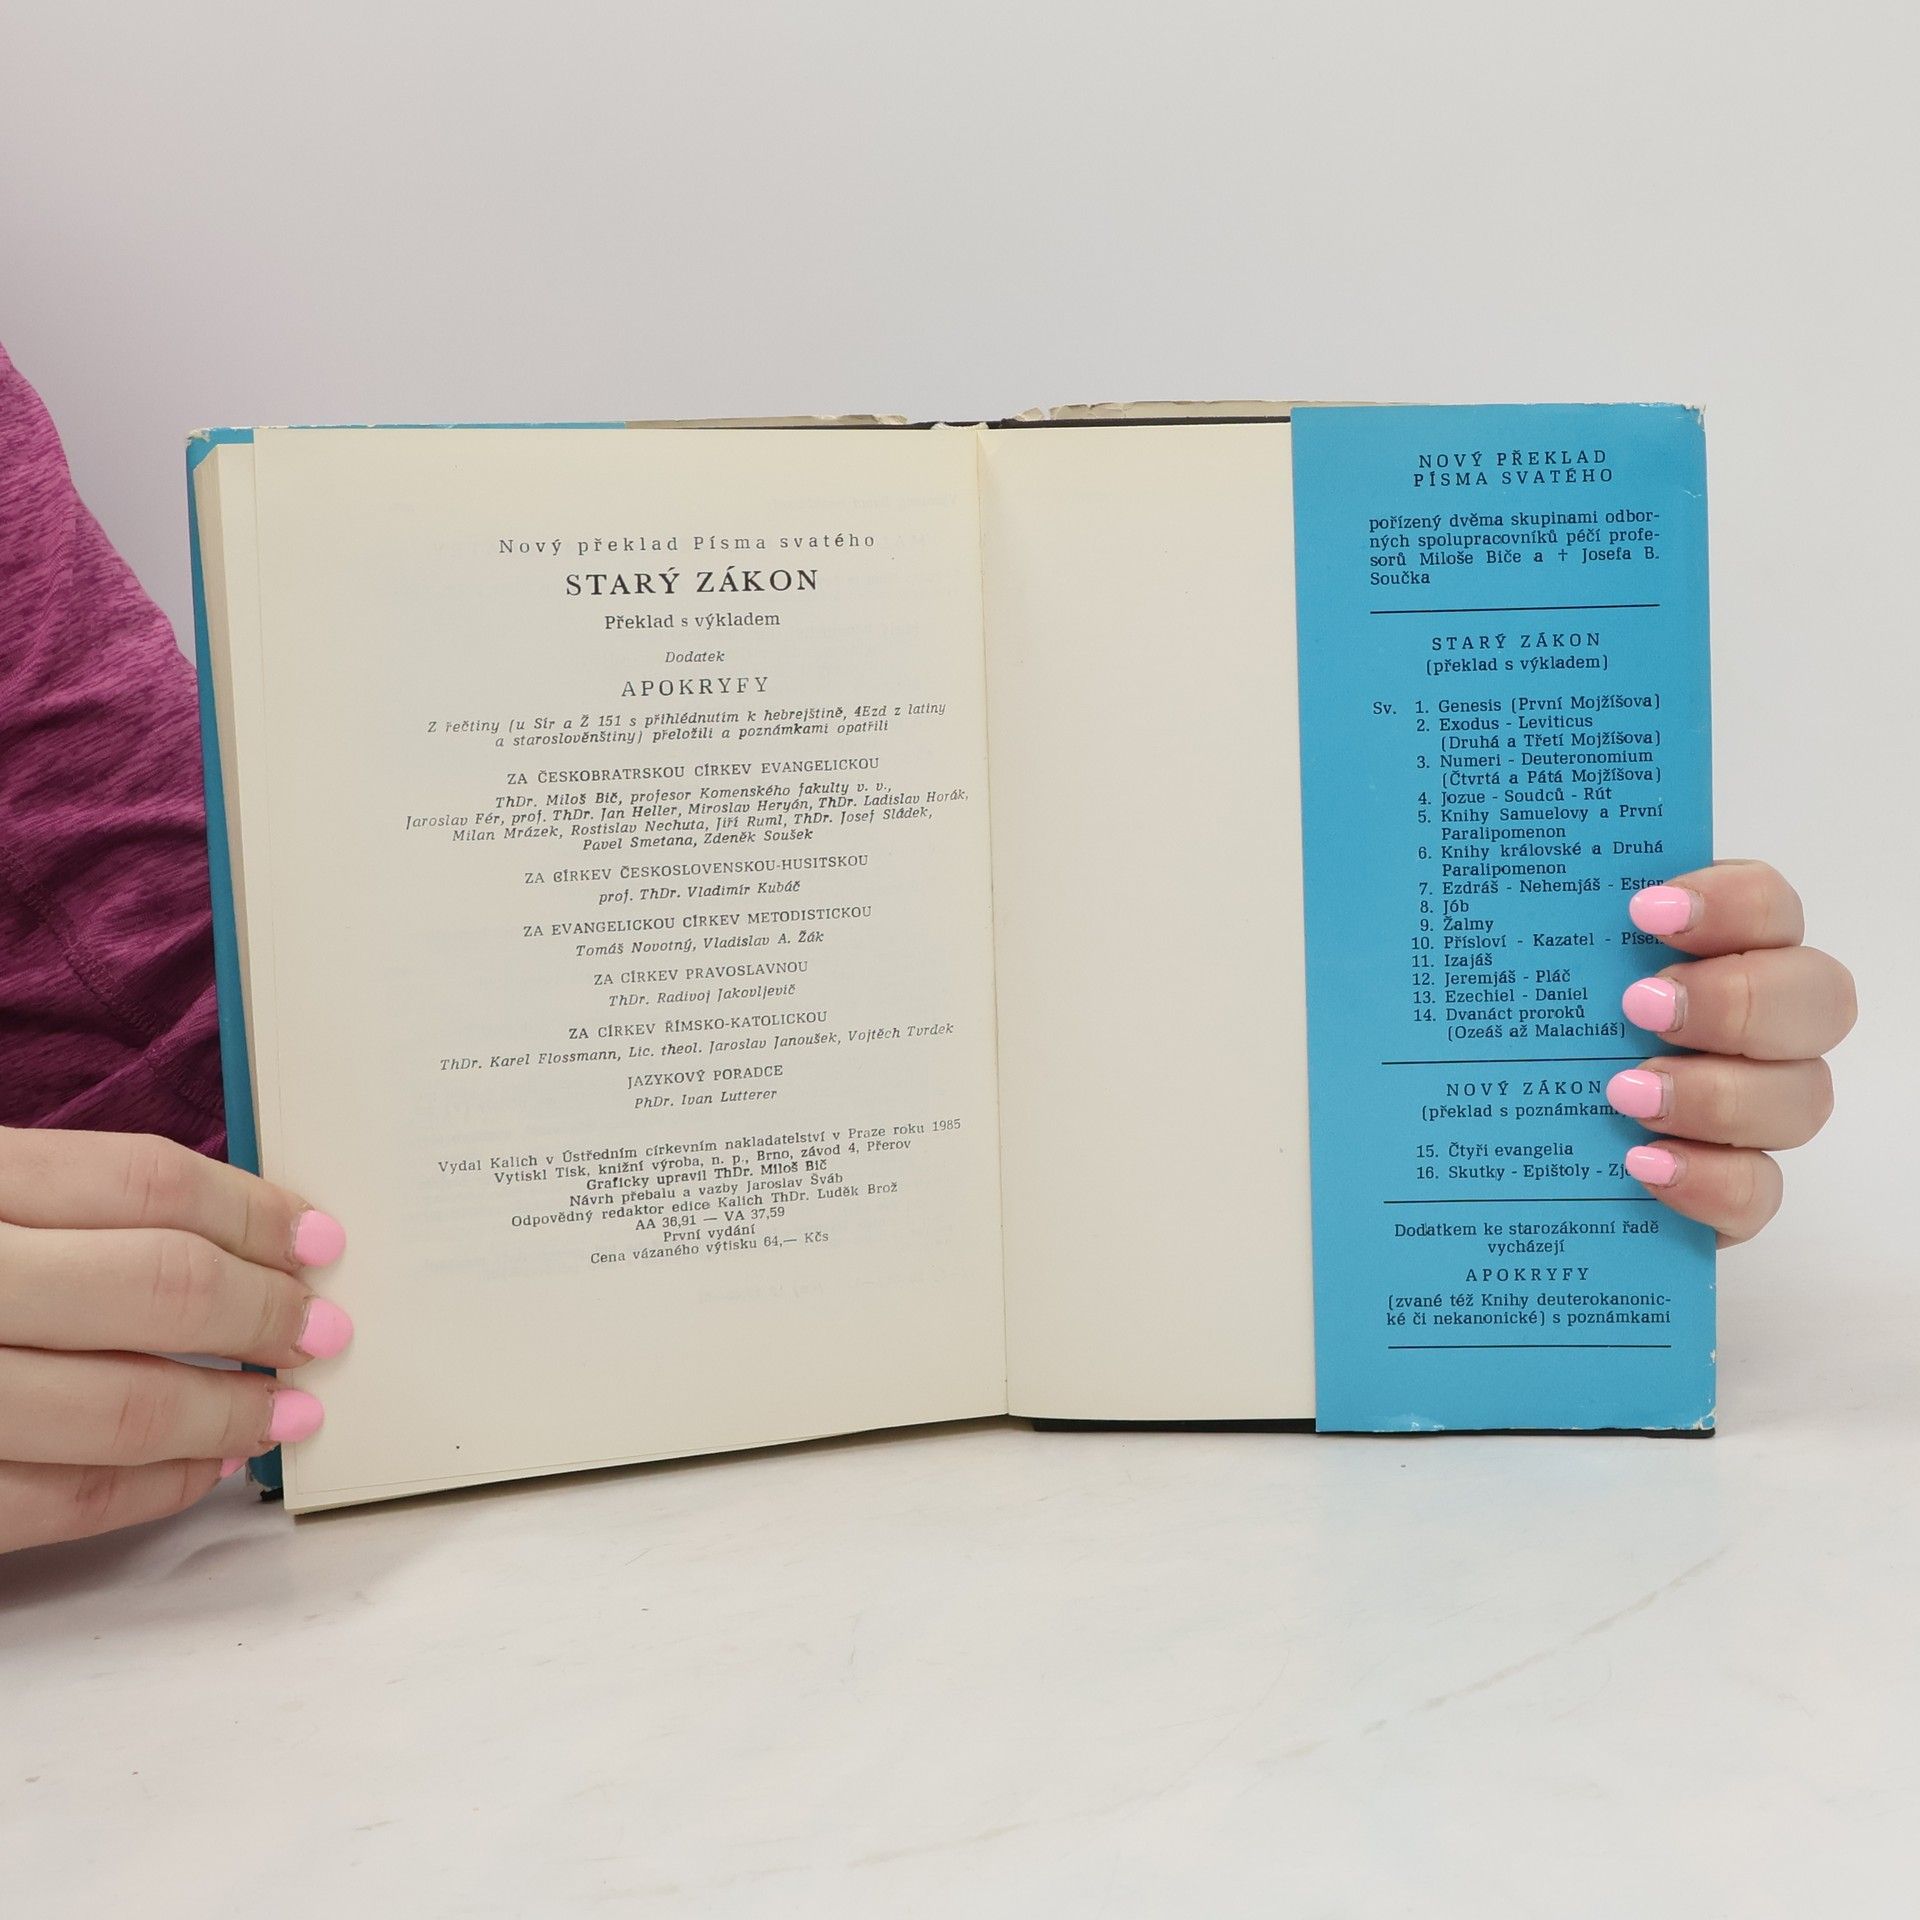 Nový překlad Písma svatého
STARÝ ZÁKON
Překlad s výkladem
Dodatek
APOKRYFY
Z řečtiny (u Sír a Ž 151 s přihlédnutím k hebrejštině, 4Ezd z latiny
a staroslověnštiny) přeložili a poznámkami opatřili
ZA ČESKOBRATRSKOU CÍRKEV EVANGELICKOU
ThDr. Miloš Bič, profesor Komenského fakulty v. v.,
Jaroslav Fér, prof. ThDr. Jan Heller, Miroslav Heryán, ThDr. Ladislav Horák,
Milan Mrázek, Rostislav Nechuta, Jiří Ruml, ThDr. Josef Sládek,
Pavel Smetana, Zdeněk Soušek
ZA CÍRKEV ČESKOSLOVENSKOU-HUSITSKOU
prof. ThDr. Vladimír Kubáč
ZA EVANGELICKOU CÍRKEV METODISTICKOU
Tomáš Novotný, Vladislav A. Žák
ZA CÍRKEV PRAVOSLAVNOU
ThDr. Radivoj Jakovljevič
ZA CÍRKEV ŘÍMSKO-KATOLICKOU
ThDr. Karel Flossmann, Lic. theol. Jaroslav Janoušek, Vojtěch Tvrdek
JAZYKOVÝ PORADCE
PhDr. Ivan Lutterer
Vydal Kalich v Ústředním církevním nakladatelství v Praze roku 1985
Vytiskl Tisk, knižní výroba, n. p., Brno, závod 4, Přerov
Graficky upravil ThDr. Miloš Bič
Návrh přebalu a vazby Jaroslav Šváb
Odpovědný redaktor edice Kalich ThDr. Luděk Brož
AA 36,91 — VA 37,59
První vydání
Cena vázaného výtisku 64,— Kčs
NOVÝ PŘEKLAD
PÍSMA SVATÉHO
pořízený dvěma skupinami odbor-
ných spolupracovníků péčí profe-
sorů Miloše Biče a † Josefa B.
Součka
STARÝ ZÁKON
(překlad s výkladem)
Sv. 1. Genesis (První Mojžíšova)
2. Exodus - Leviticus
(Druhá a Třetí Mojžíšova)
3. Numeri - Deuteronomium
(Čtvrtá a Pátá Mojžíšova)
4. Jozue - Soudců - Rút
5. Knihy Samuelovy a První
Paralipomenon
6. Knihy královské a Druhá
Paralipomenon
7. Ezdráš - Nehemjáš - Ester
8. Jób
9. Žalmy
10. Přísloví - Kazatel -
11. Izajáš
12. Jeremjáš - Pláč
13. Ezechiel - Daniel
14. Dvanáct proroků
(Ozeáš až Malachiáš)
NOVÝ ZÁKON
(překlad s
15. Čtyři evangelia
16. Skutky - Epištoly -
Dodatkem ke starozákonní řadě
vycházejí
APOKRYFY
(zvané též Knihy deuterokanonic-
ké či nekanonické) s poznámkami